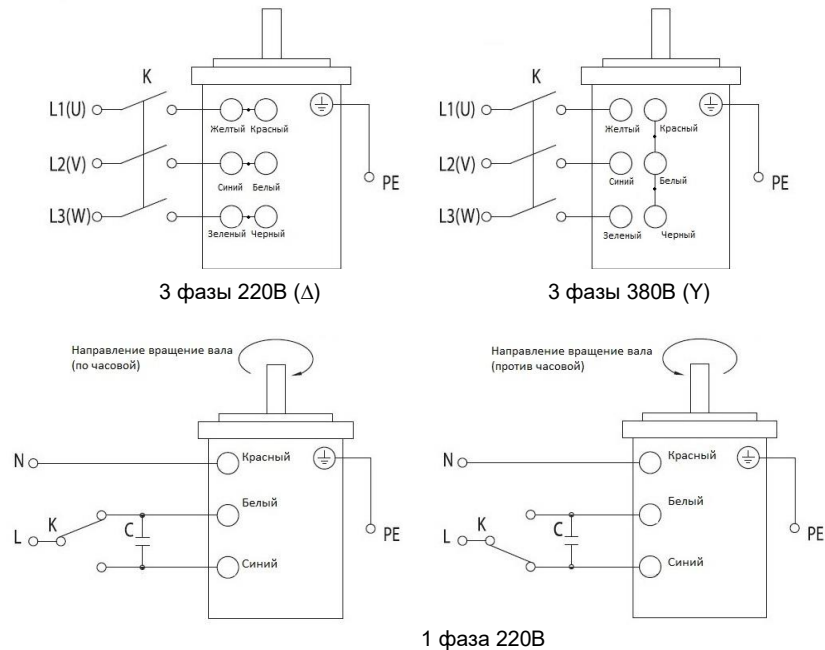 K
L1(U)
Желтый Красный
L2(V)
Синий Белый
PE
L3(W)
Зеленый Черный
3 фазы 220В (Δ)
K
L1(U)
Желтый Красный
L2(V)
Синий Белый
PE
L3(W)
Зеленый Черный
3 фазы 380В (Y)
Направление вращение вала
(по часовой)
N
Красный
Белый
K
C
L
PE
Синий
Направление вращение вала
(против часовой)
N
Красный
Белый
K
C
L
PE
Синий
1 фаза 220В